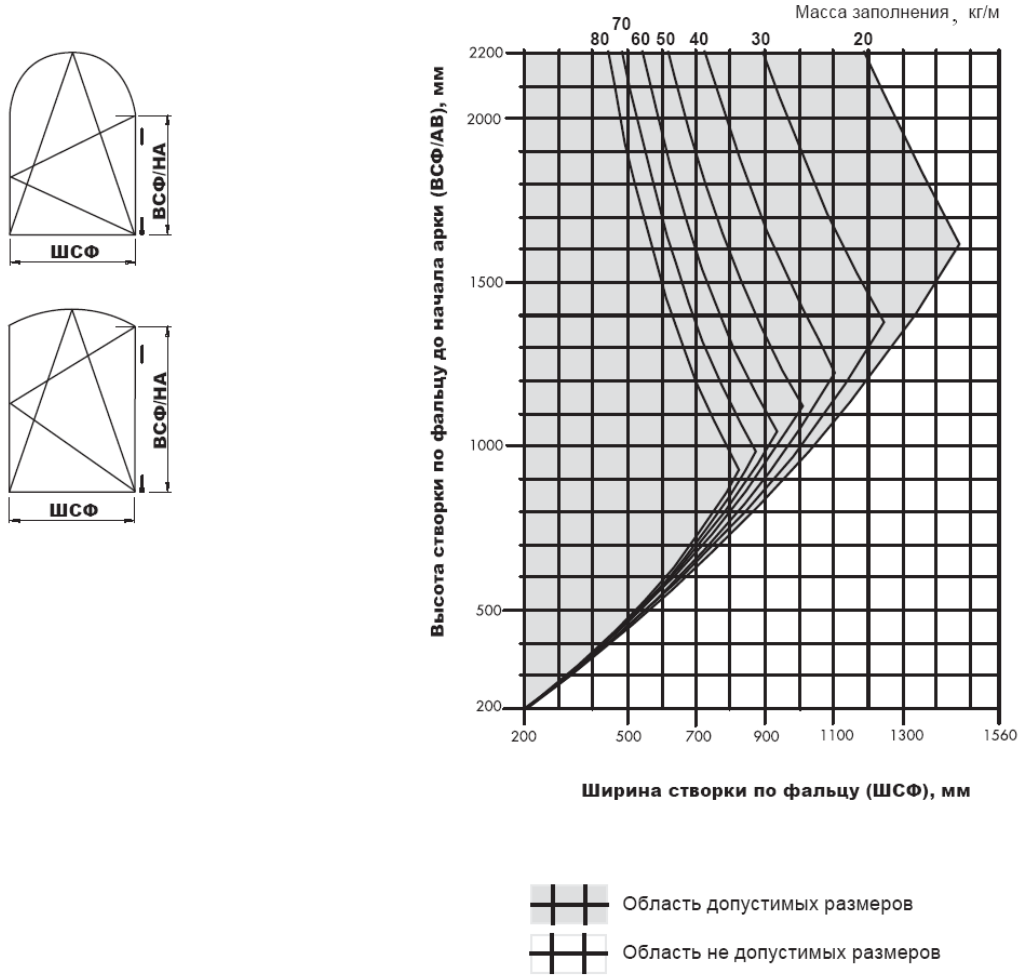 Масса заполнения, кг/м
80 70 60 50 40 30 20
2200
2000
1500
1000
500
200
Высота створки по фальцу до начала арки (ВСФ/АВ), мм
200 500 700 900 1100 1300 1560
Ширина створки по фальцу (ШСФ), мм
ВСФ/НА
ШСФ
ВСФ/НА
ШСФ
Область допустимых размеров
Область не допустимых размеров